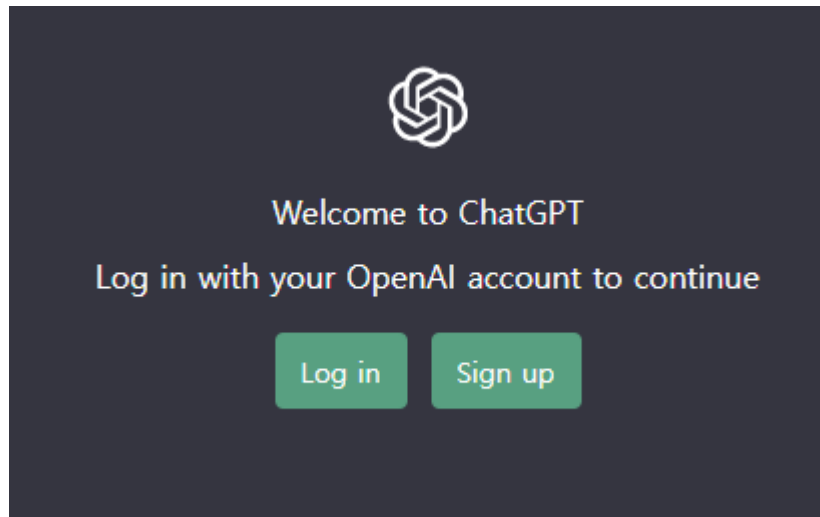 Welcome to ChatGPT
Log in with your OpenAI account to continue
Log in
Sign up